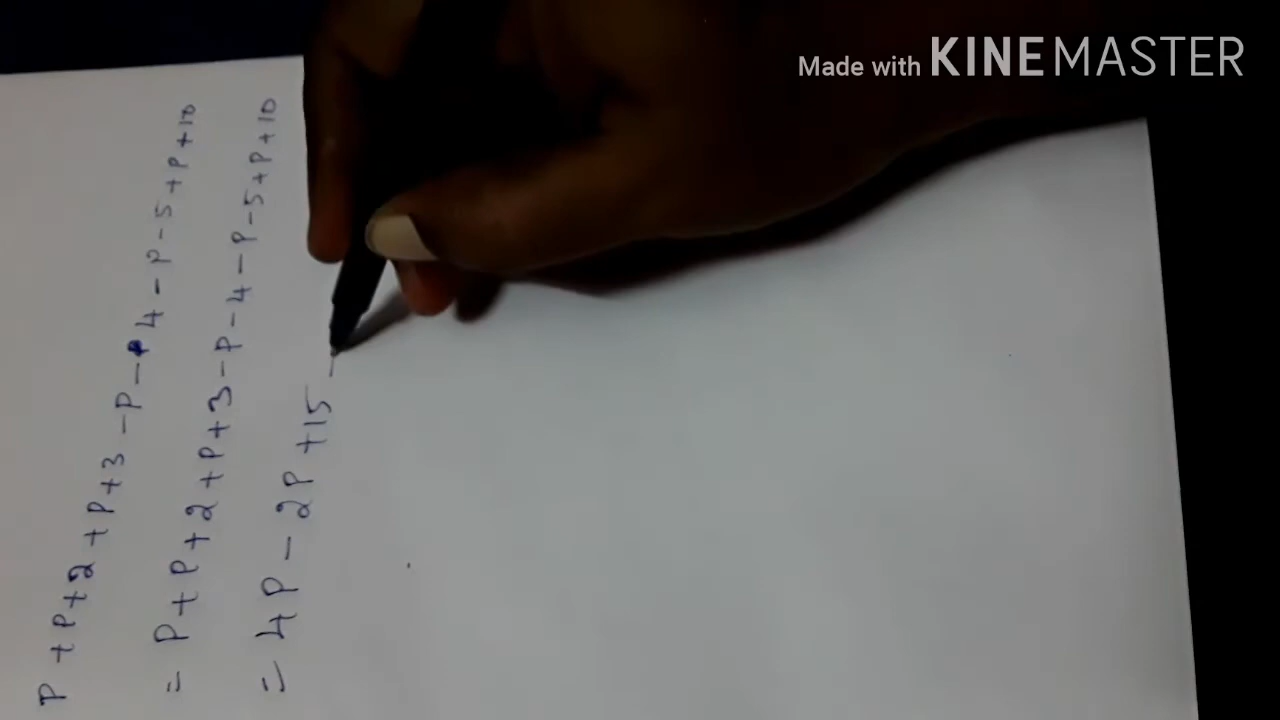 Made with KINEMASTER
P + P + 2 + P + 3 - P - 4 - P - 5 + P + 10
= P + P + 2 + P + 3 - P - 4 - P - 5 + P + 10
= 4P - 2P + 15 -